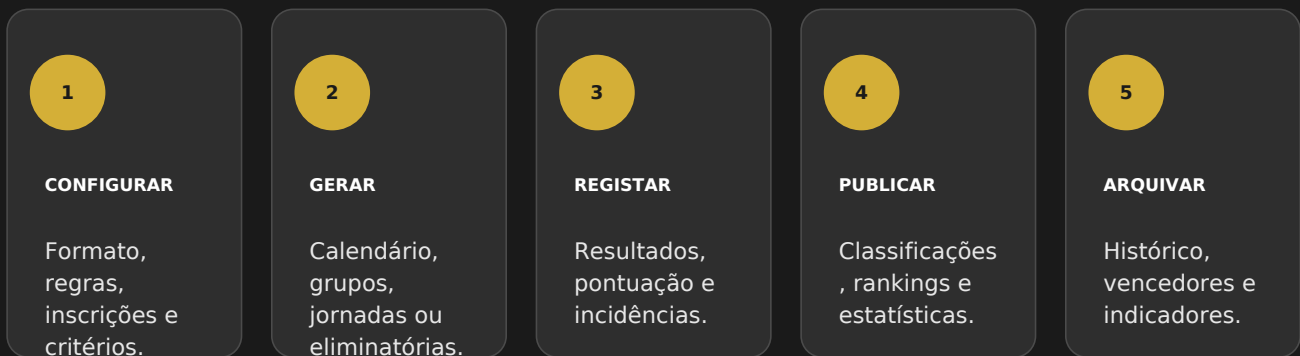 1
CONFIGURAR
Formato,
regras,
inscrições e
critérios.
2
GERAR
Calendário,
grupos,
jornadas ou
eliminatórias.
3
REGISTAR
Resultados,
pontuação e
incidências.
4
PUBLICAR
Classificações
, rankings e
estatísticas.
5
ARQUIVAR
Histórico,
vencedores e
indicadores.